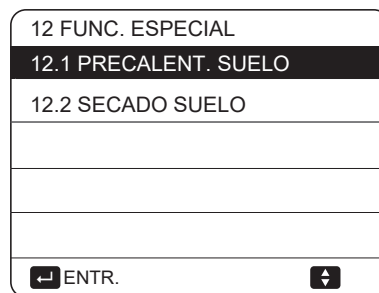 12 FUNC. ESPECIAL
12.1 PRECALENT. SUELO
12.2 SECADO SUELO
ENTR.